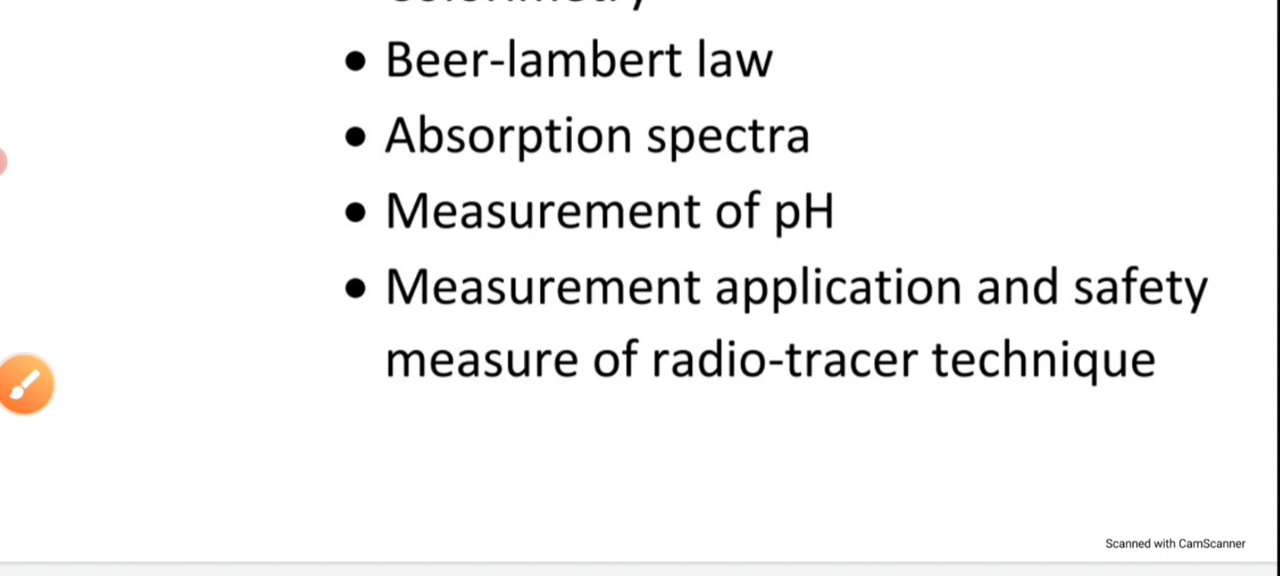 • Beer-lambert law
• Absorption spectra
• Measurement of pH
• Measurement application and safety
measure of radio-tracer technique
Scanned with CamScanner